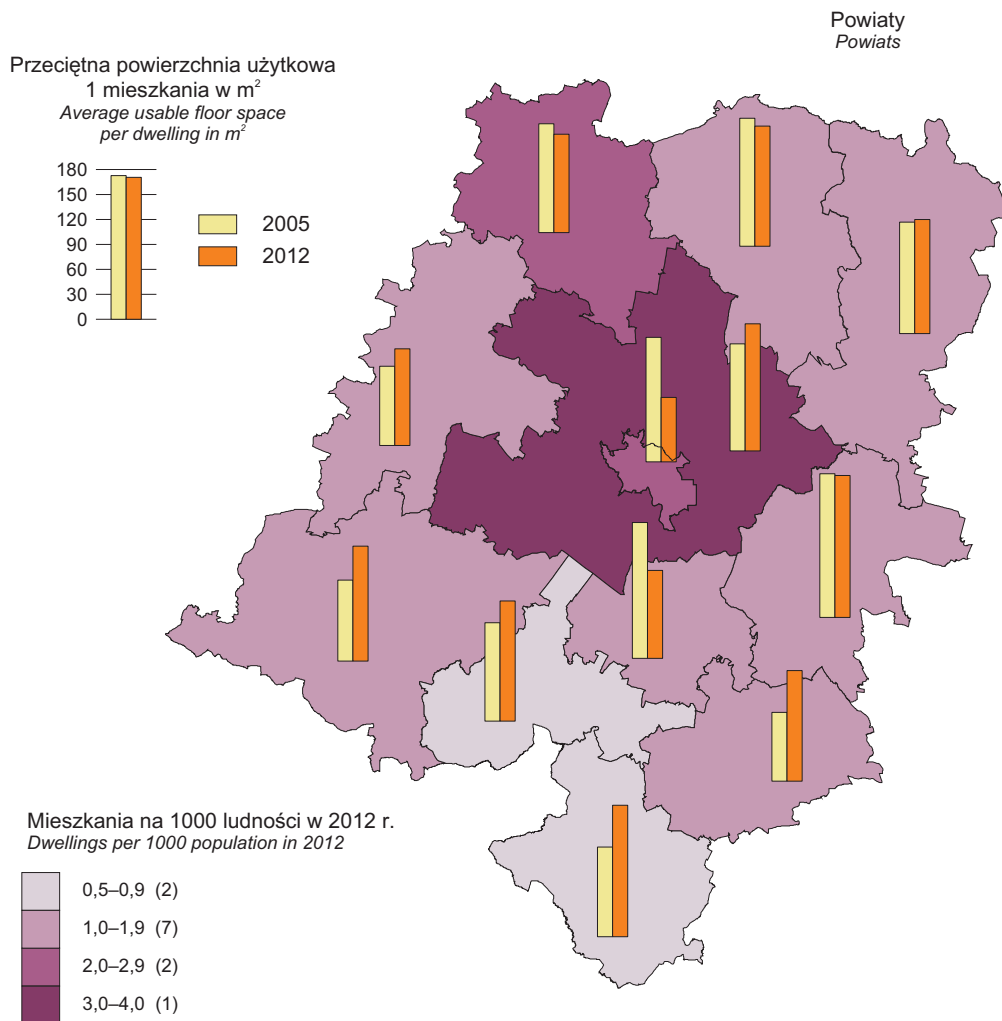 Powiaty
Powiats
Przeciętna powierzchnia użytkowa
1 mieszkania w m²
Average usable floor space
per dwelling in m²
180
150
120
90
60
30
0
2005
2012
Mieszkania na 1000 ludności w 2012 r.
Dwellings per 1000 population in 2012
0,5–0,9 (2)
1,0–1,9 (7)
2,0–2,9 (2)
3,0–4,0 (1)